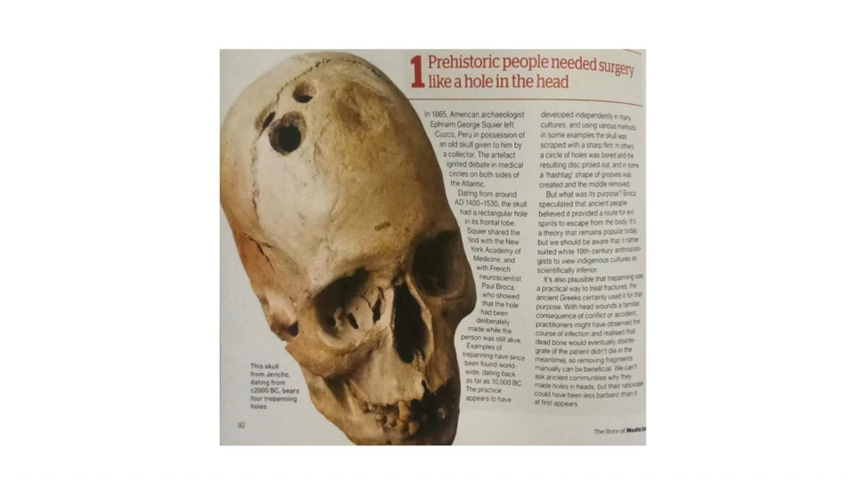 1 Prehistoric people needed surgery
like a hole in the head
In 1865, American archaeologist
Ephraim George Squier left
Cuzco, Peru in possession of
an old skull given to him by
a collector. The artefact
ignited debate in medical
circles on both sides of
the Atlantic.
Dating from around
AD 1400–1530, the skull
had a rectangular hole
in its frontal lobe.
Squier shared the
find with the New
York Academy of
Medicine, and
with French
neuroscientist
Paul Broca,
who showed
that the hole
had been
deliberately
made while the
person was still alive.
Examples of
trepanning have since
been found world-
wide, dating back
as far as 10,000 BC.
The practice
appears to have
developed independently in many
cultures, and using various methods:
in some examples the skull was
scraped with a sharp flint; in others
a circle of holes was bored and the
resulting disc prised out; and in some
a 'hashtag' shape of grooves was
created and the middle removed.
But what was its purpose? Broca
speculated that ancient people
believed it provided a route for evil
spirits to escape from the body. It's
a theory that remains popular today,
but we should be aware that it rather
suited white 19th-century anthropolo-
gists to view indigenous cultures as
scientifically inferior.
It's also plausible that trepanning was
a practical way to treat fractures; the
ancient Greeks certainly used it for that
purpose. With head wounds a familiar
consequence of conflict or accident,
practitioners might have observed the
course of infection and realised that
dead bone would eventually disinte-
grate (if the patient didn't die in the
meantime), so removing fragments
manually can be beneficial. We can't
ask ancient communities why they
made holes in heads, but their rationale
could have been less barbaric than it
at first appears.
This skull
from Jericho,
dating from
c2000 BC, bears
four trepanning
holes
92
The Story of Medicin